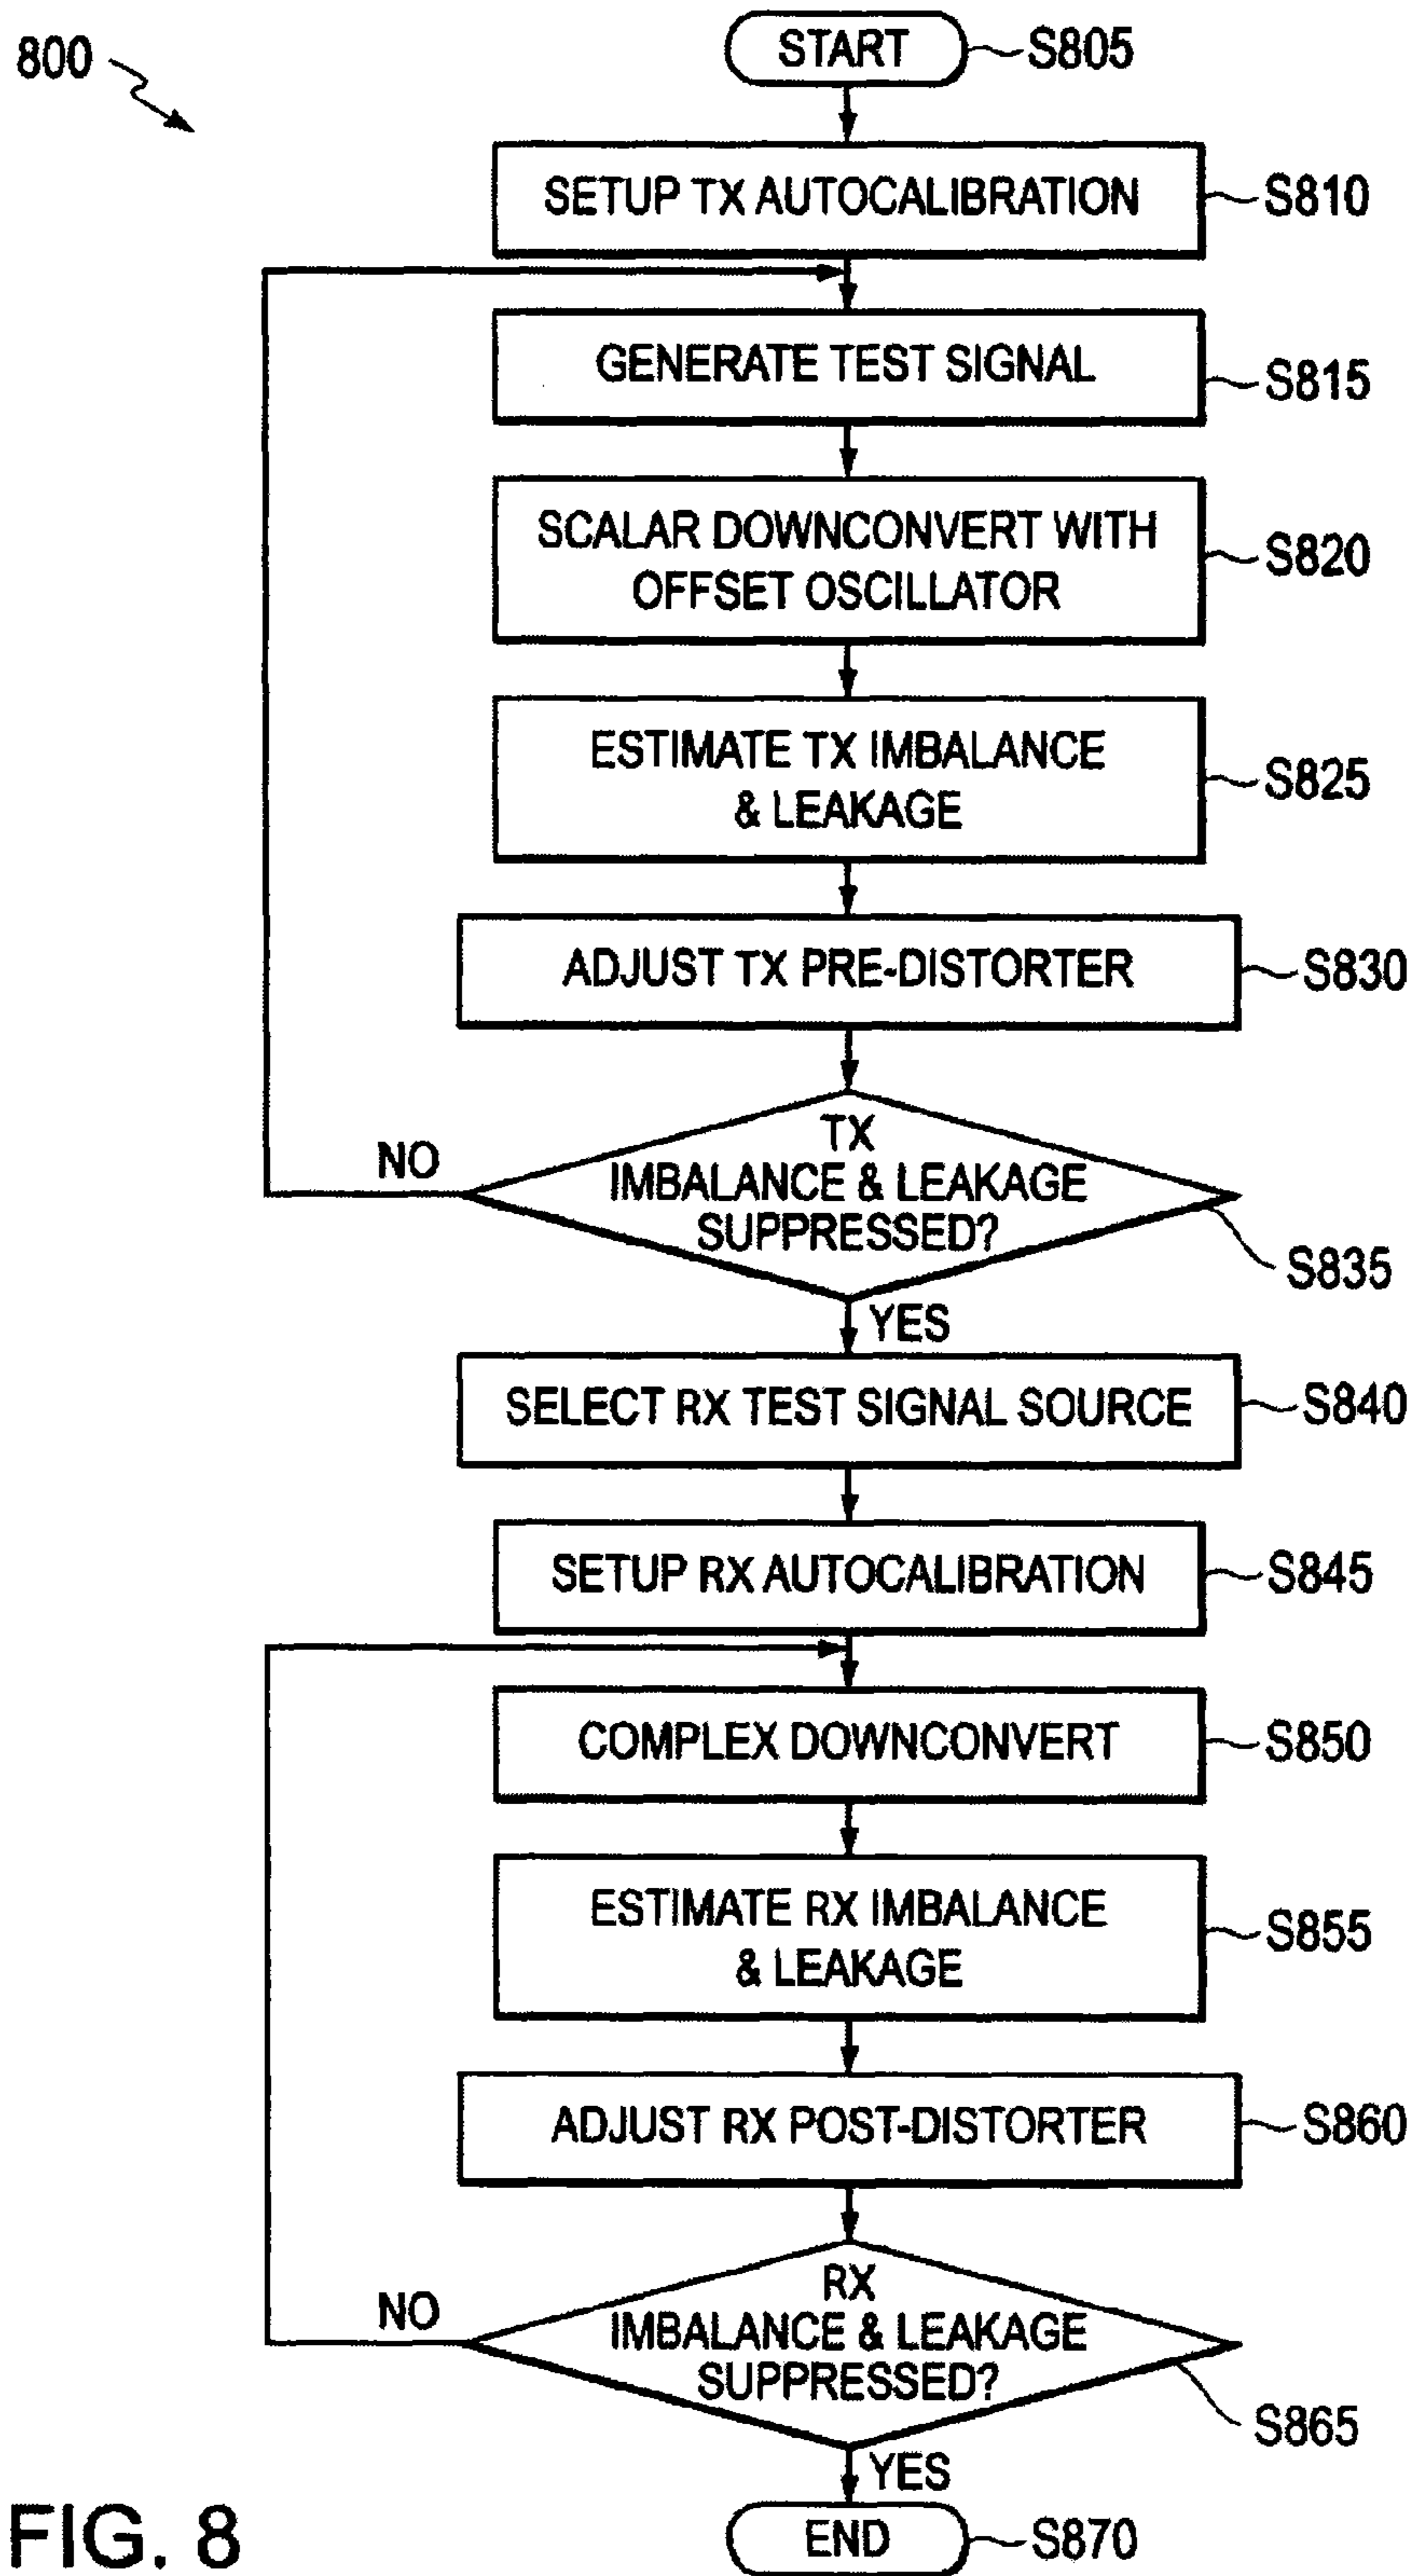 800
START
S805
SETUP TX AUTOCALIBRATION
S810
GENERATE TEST SIGNAL
S815
SCALAR DOWNCONVERT WITH
OFFSET OSCILLATOR
S820
ESTIMATE TX IMBALANCE
& LEAKAGE
S825
ADJUST TX PRE-DISTORTER
S830
TX
IMBALANCE & LEAKAGE
SUPPRESSED?
NO
S835
YES
SELECT RX TEST SIGNAL SOURCE
S840
SETUP RX AUTOCALIBRATION
S845
COMPLEX DOWNCONVERT
S850
ESTIMATE RX IMBALANCE
& LEAKAGE
S855
ADJUST RX POST-DISTORTER
S860
RX
IMBALANCE & LEAKAGE
SUPPRESSED?
NO
S865
YES
END
S870
FIG. 8